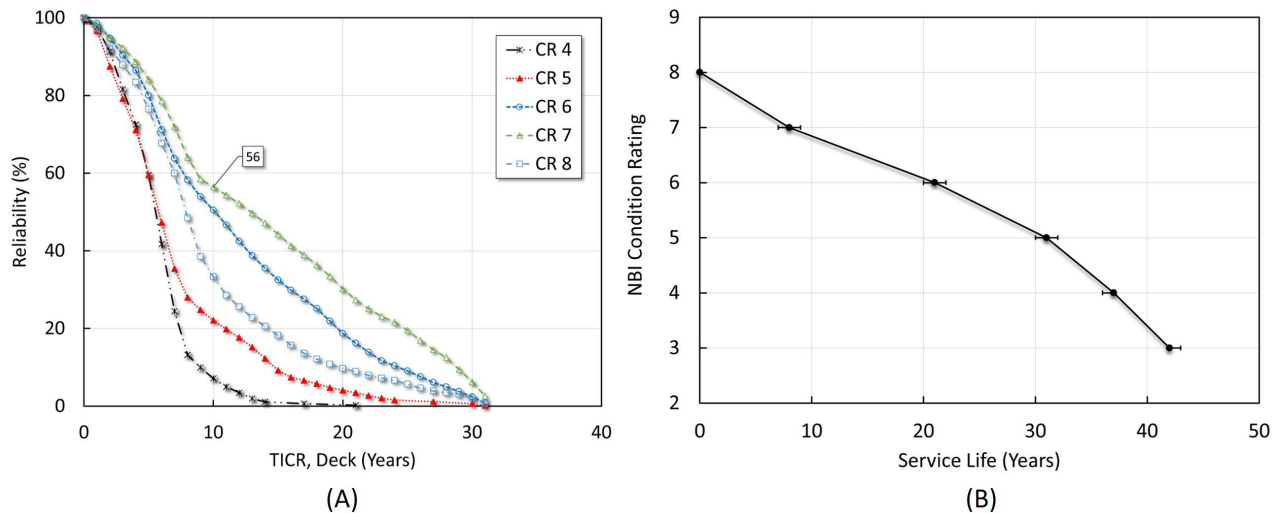 100
80
60
40
20
0
0
10
20
30
40
Reliability (%)
TICR, Deck (Years)
CR 4
CR 5
CR 6
CR 7
CR 8
56
(A)
9
8
7
6
5
4
3
2
0
10
20
30
40
50
NBI Condition Rating
Service Life (Years)
(B)